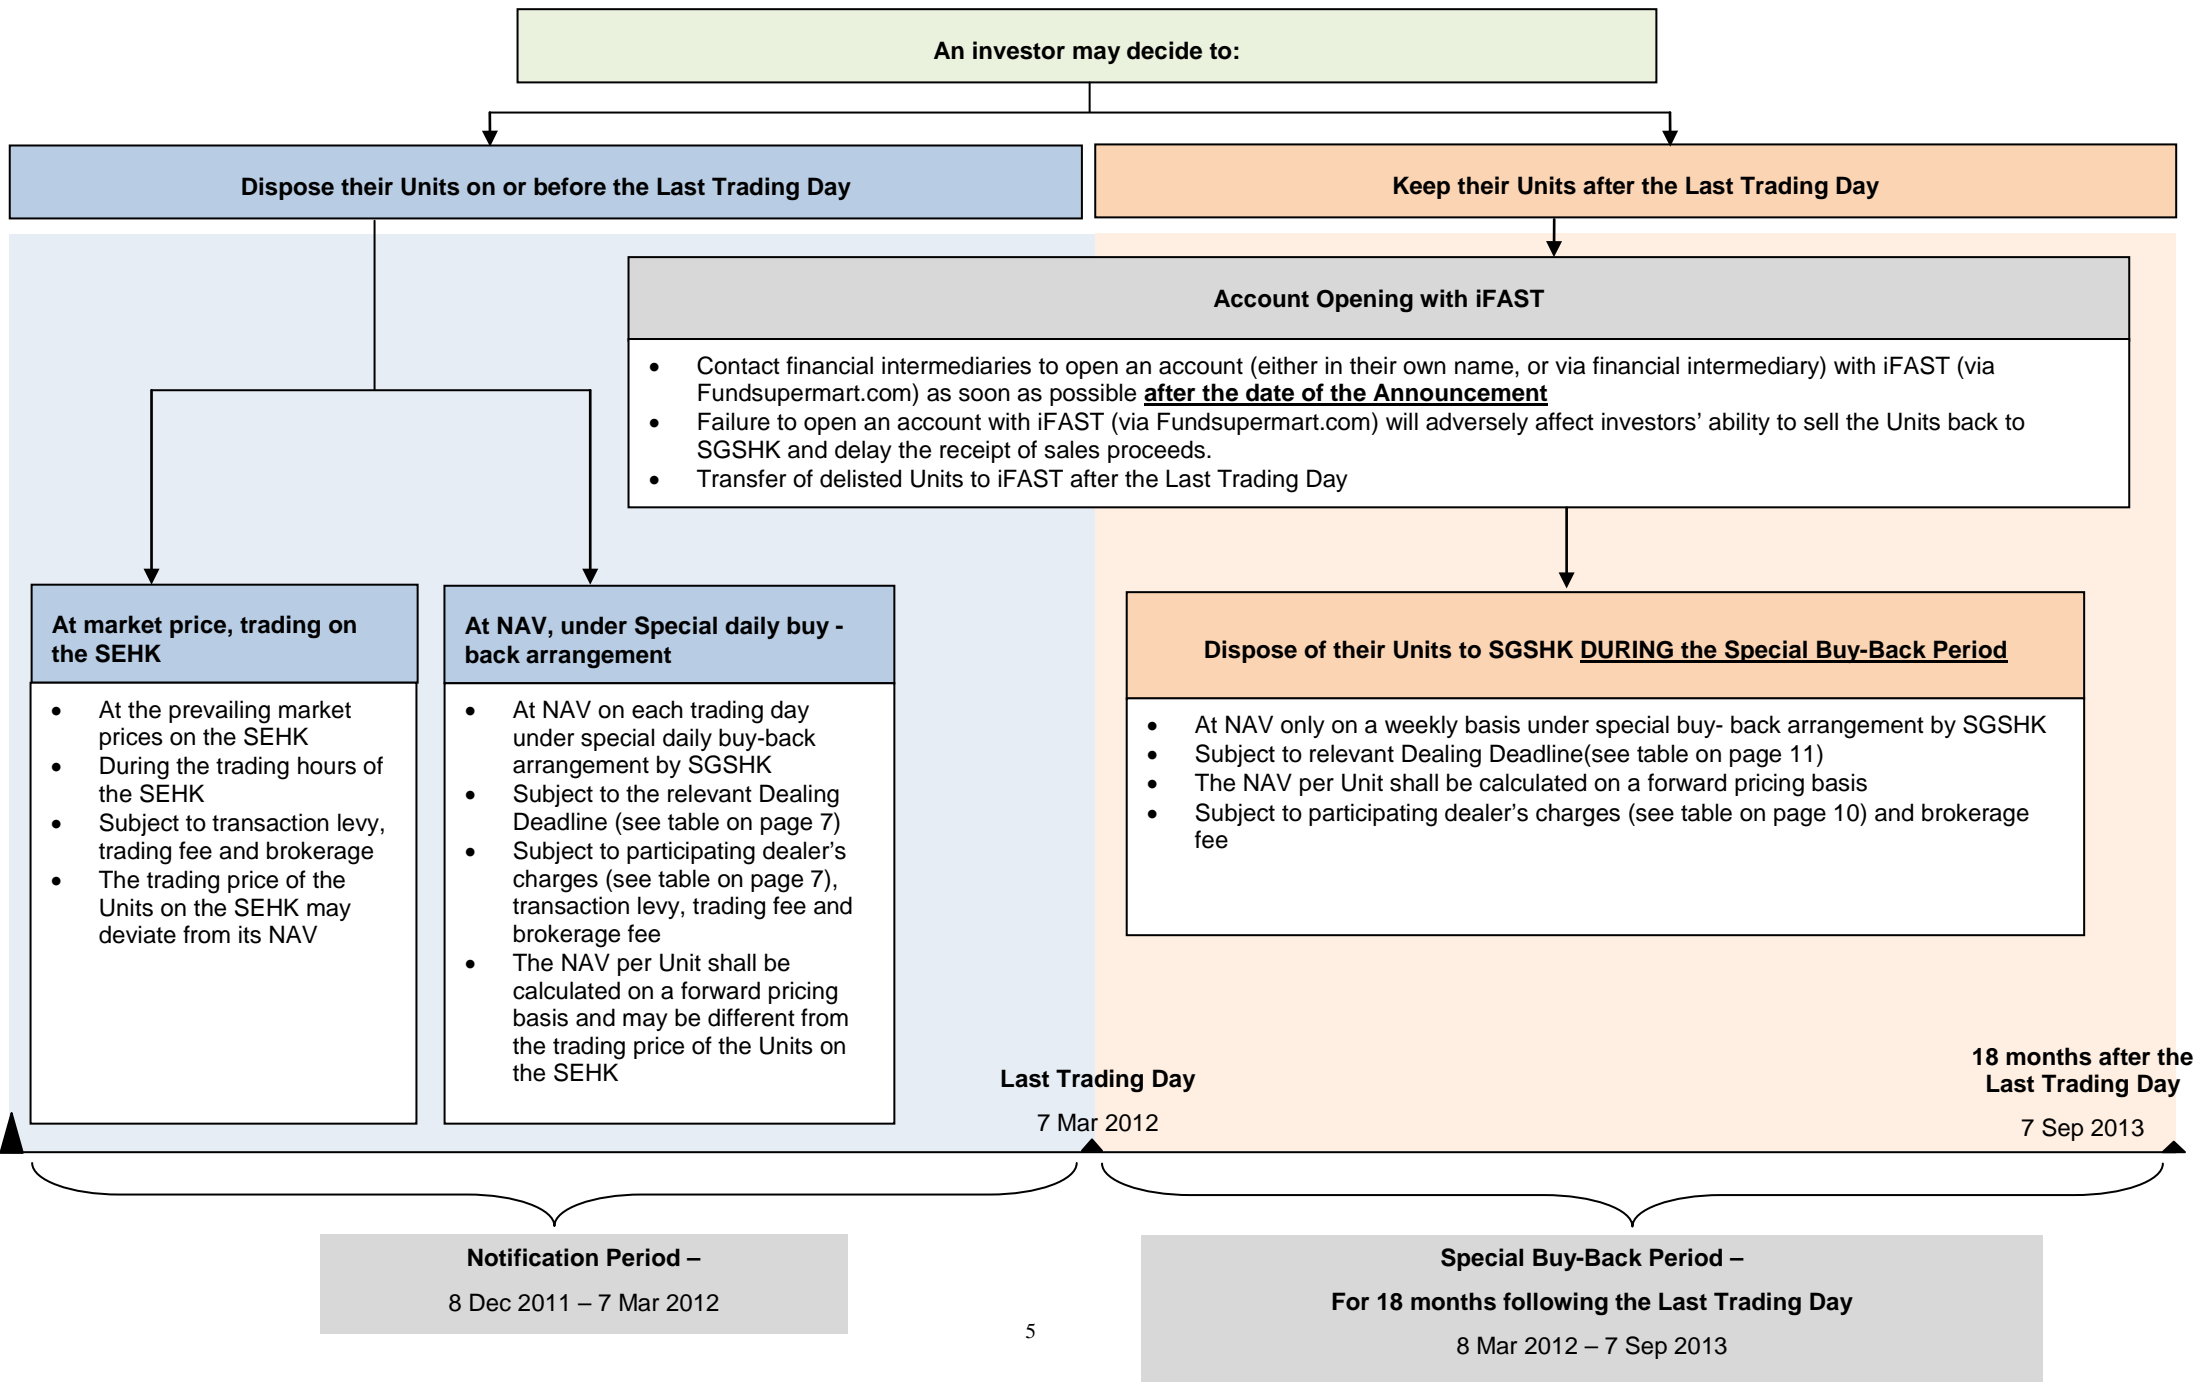 An investor may decide to:
Dispose their Units on or before the Last Trading Day
Keep their Units after the Last Trading Day
Account Opening with iFAST
• Contact financial intermediaries to open an account (either in their own name, or via financial intermediary) with iFAST (via
Fundsupermart.com) as soon as possible after the date of the Announcement
• Failure to open an account with iFAST (via Fundsupermart.com) will adversely affect investors’ ability to sell the Units back to
SGSHK and delay the receipt of sales proceeds.
• Transfer of delisted Units to iFAST after the Last Trading Day
At market price, trading on
the SEHK
• At the prevailing market
prices on the SEHK
• During the trading hours of
the SEHK
• Subject to transaction levy,
trading fee and brokerage
• The trading price of the
Units on the SEHK may
deviate from its NAV
At NAV, under Special daily buy -
back arrangement
• At NAV on each trading day
under special daily buy-back
arrangement by SGSHK
• Subject to the relevant Dealing
Deadline (see table on page 7)
• Subject to participating dealer’s
charges (see table on page 7),
transaction levy, trading fee and
brokerage fee
• The NAV per Unit shall be
calculated on a forward pricing
basis and may be different from
the trading price of the Units on
the SEHK
Dispose of their Units to SGSHK DURING the Special Buy-Back Period
• At NAV only on a weekly basis under special buy- back arrangement by SGSHK
• Subject to relevant Dealing Deadline(see table on page 11)
• The NAV per Unit shall be calculated on a forward pricing basis
• Subject to participating dealer’s charges (see table on page 10) and brokerage
fee
Last Trading Day
7 Mar 2012
18 months after the
Last Trading Day
7 Sep 2013
Notification Period –
8 Dec 2011 – 7 Mar 2012
Special Buy-Back Period –
For 18 months following the Last Trading Day
8 Mar 2012 – 7 Sep 2013
5